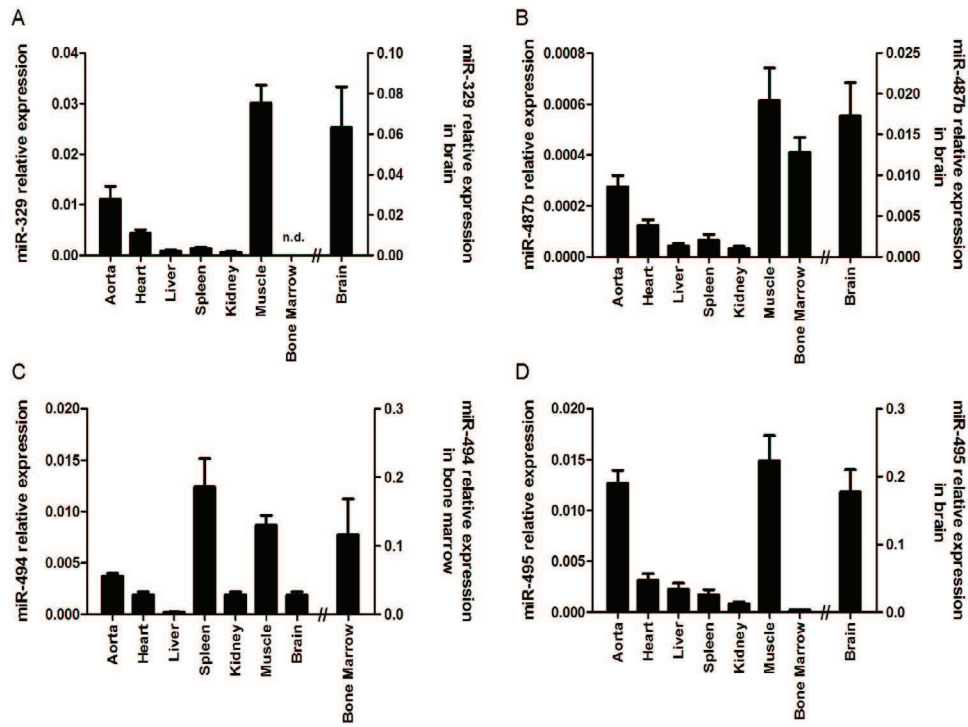 A
miR-329 relative expression
0.04
0.03
0.02
0.01
0.00
n.d.
Aorta
Heart
Liver
Spleen
Kidney
Muscle
Bone Marrow
//
Brain
0.10
0.08
0.06
0.04
0.02
0.00
miR-329 relative expression
in brain
B
miR-487b relative expression
0.0008
0.0006
0.0004
0.0002
0.0000
Aorta
Heart
Liver
Spleen
Kidney
Muscle
Bone Marrow
//
Brain
0.025
0.020
0.015
0.010
0.005
0.000
miR-487b relative expression
in brain
C
miR-494 relative expression
0.020
0.015
0.010
0.005
0.000
Aorta
Heart
Liver
Spleen
Kidney
Muscle
Brain
//
Bone Marrow
0.3
0.2
0.1
0.0
miR-494 relative expression
in bone marrow
D
miR-495 relative expression
0.020
0.015
0.010
0.005
0.000
Aorta
Heart
Liver
Spleen
Kidney
Muscle
Bone Marrow
//
Brain
0.3
0.2
0.1
0.0
miR-495 relative expression
in brain